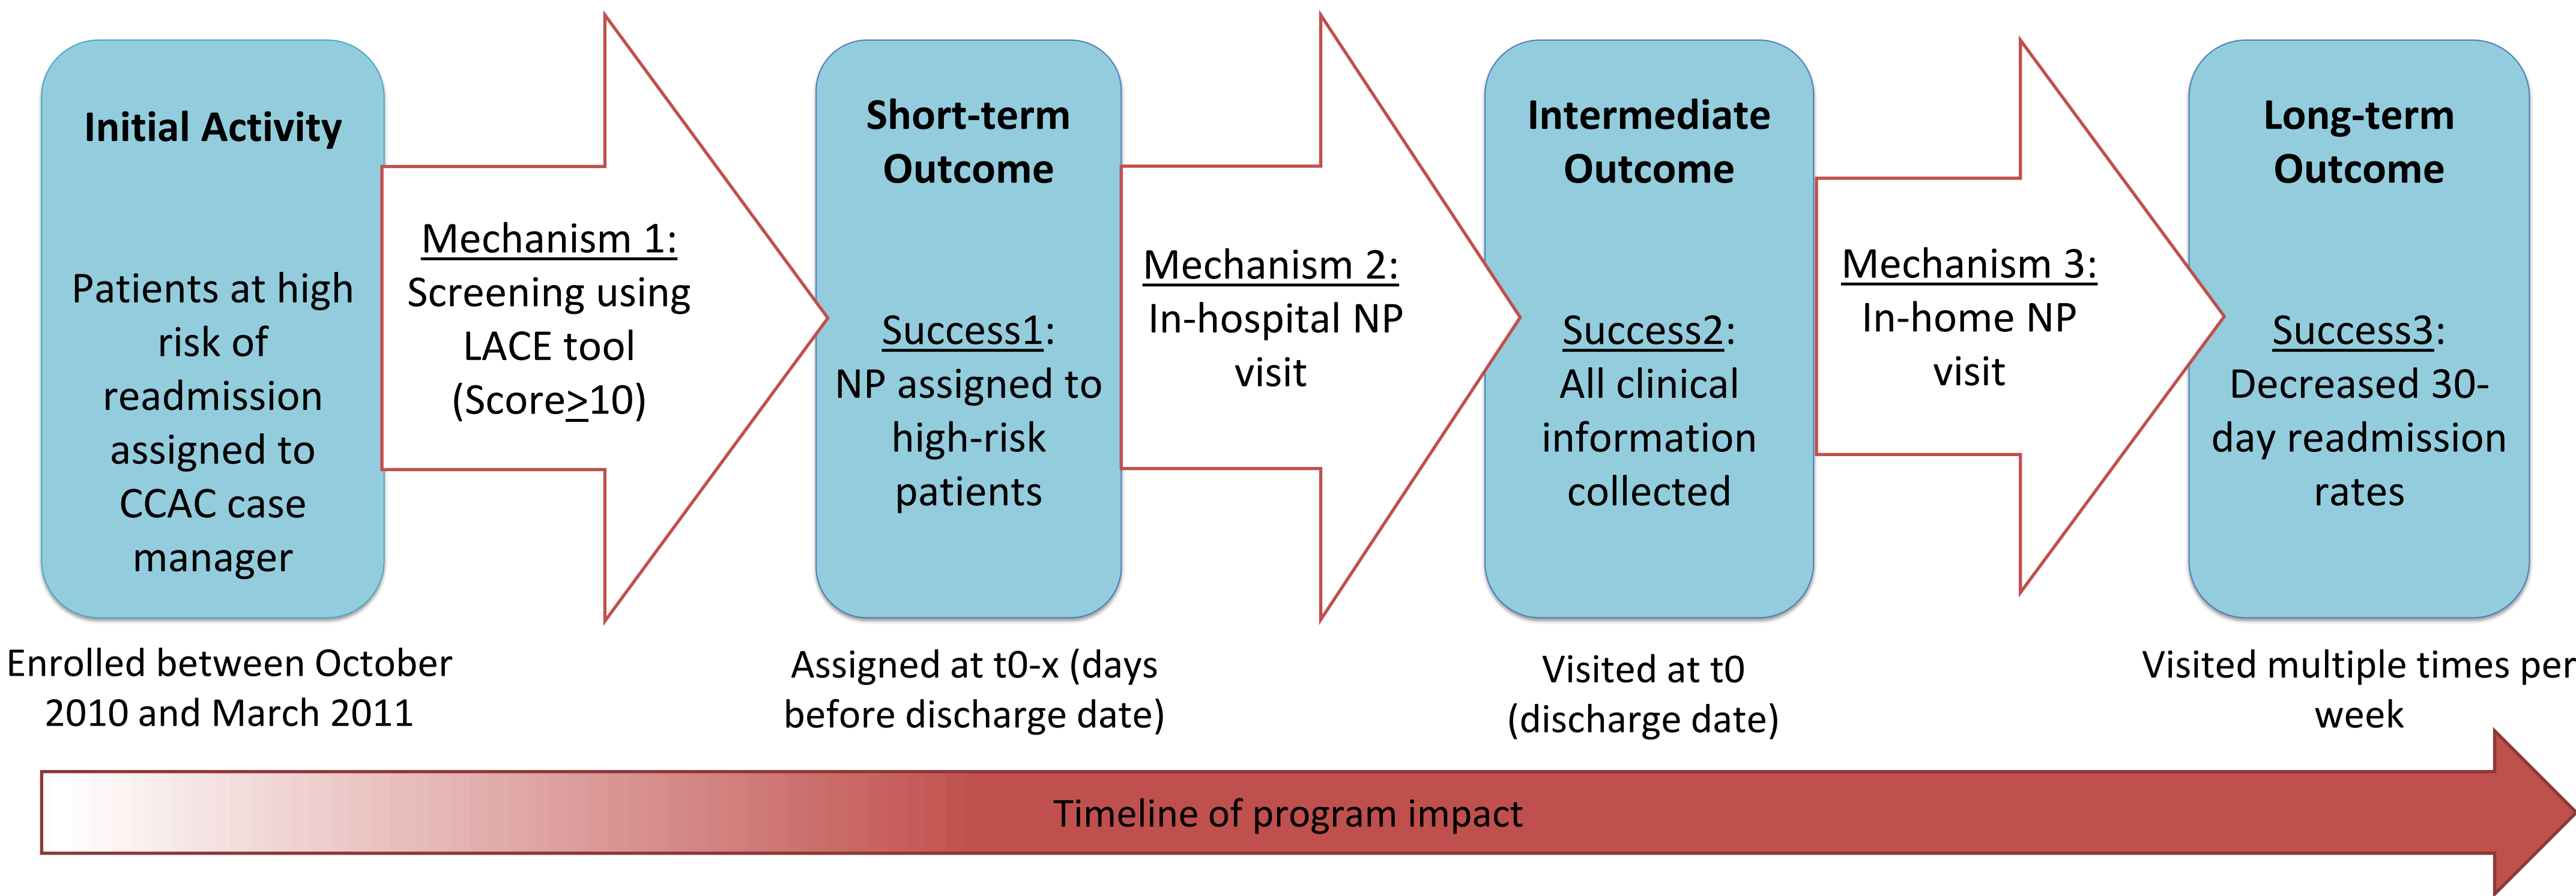 Initial Activity
Patients at high
risk of
readmission
assigned to
CCAC case
manager
Enrolled between October
2010 and March 2011
Mechanism 1:
Screening using
LACE tool
(Score≥10)
Short-term
Outcome
Success1:
NP assigned to
high-risk
patients
Assigned at t0-x (days
before discharge date)
Mechanism 2:
In-hospital NP
visit
Intermediate
Outcome
Success2:
All clinical
information
collected
Visited at t0
(discharge date)
Mechanism 3:
In-home NP
visit
Long-term
Outcome
Success3:
Decreased 30-
day readmission
rates
Visited multiple times per
week
Timeline of program impact